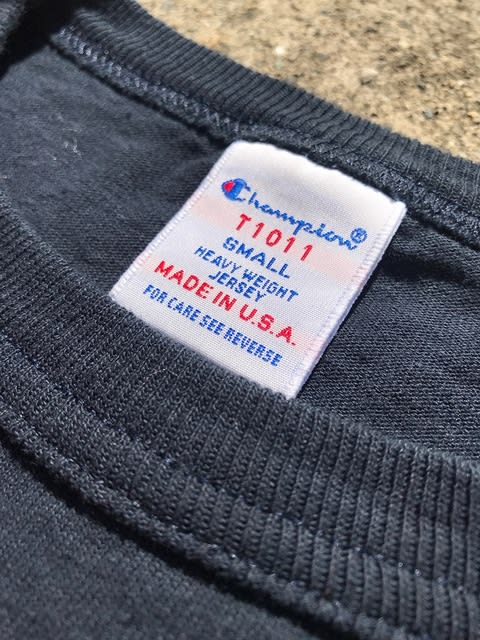 Champion®
T1011
SMALL
HEAVY WEIGHT
JERSEY
MADE IN U.S.A.
FOR CARE SEE REVERSE